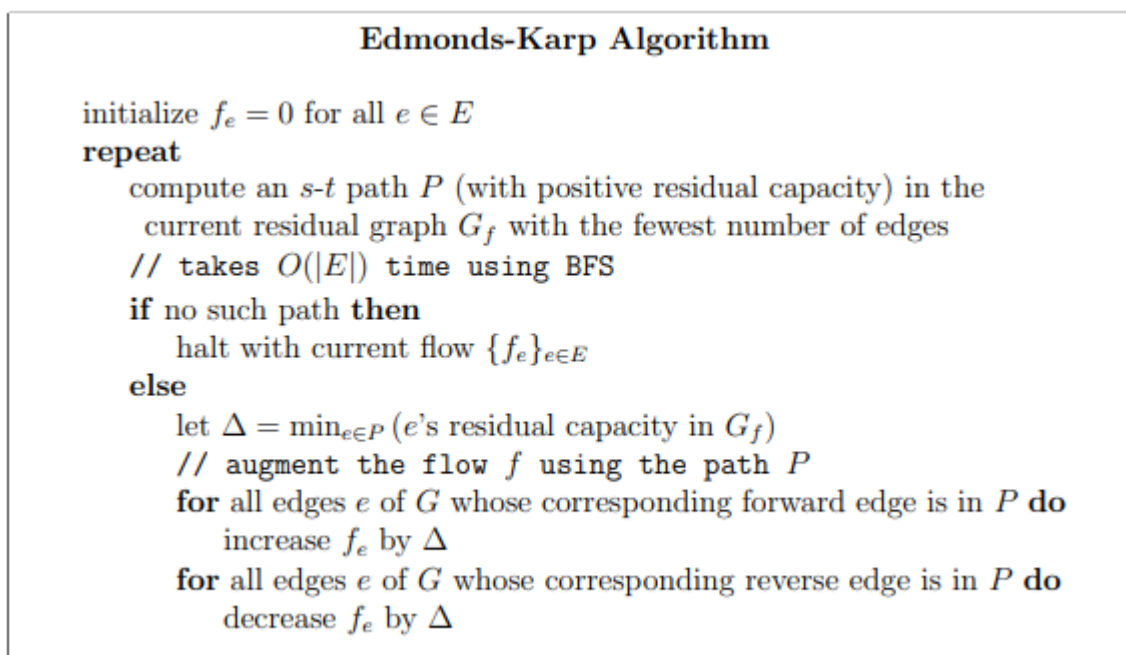 Edmonds-Karp Algorithm
initialize fₑ = 0 for all e ∈ E
repeat
compute an s-t path P (with positive residual capacity) in the
current residual graph G_f with the fewest number of edges
// takes O(|E|) time using BFS
if no such path then
halt with current flow {fₑ}ₑ∈E
else
let Δ = min_{e∈P} (e's residual capacity in G_f)
// augment the flow f using the path P
for all edges e of G whose corresponding forward edge is in P do
increase fₑ by Δ
for all edges e of G whose corresponding reverse edge is in P do
decrease fₑ by Δ